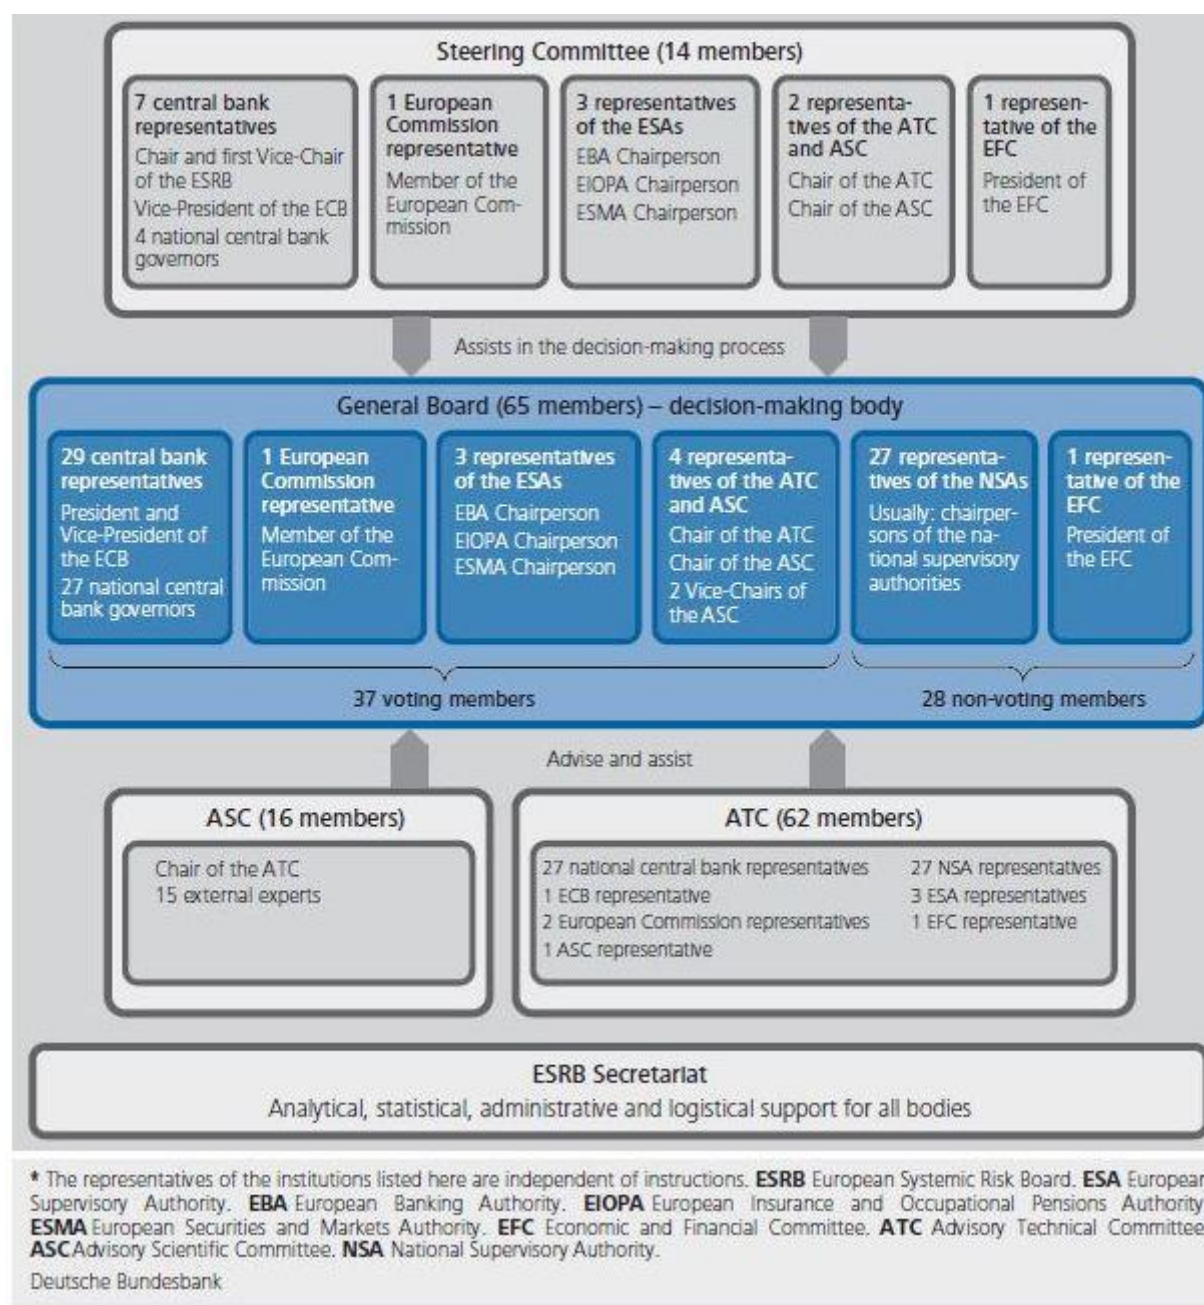 Steering Committee (14 members)
7 central bank
representatives
Chair and first Vice-Chair
of the ESRB
Vice-President of the ECB
4 national central bank
governors
1 European
Commission
representative
Member of the
European Com-
mission
3 representatives
of the ESAs
EBA Chairperson
EIOPA Chairperson
ESMA Chairperson
2 representa-
tives of the ATC
and ASC
Chair of the ATC
Chair of the ASC
1 represen-
tative of the
EFC
President of
the EFC
Assists in the decision-making process
General Board (65 members) – decision-making body
29 central bank
representatives
President and
Vice-President of
the ECB
27 national central
bank governors
1 European
Commission
representative
Member of the
European Com-
mission
3 representatives
of the ESAs
EBA Chairperson
EIOPA Chairperson
ESMA Chairperson
4 representa-
tives of the ATC
and ASC
Chair of the ATC
Chair of the ASC
2 Vice-Chairs of
the ASC
27 representa-
tives of the NSAs
Usually: chairper-
sons of the na-
tional supervisory
authorities
1 represen-
tative of the
EFC
President of
the EFC
37 voting members
28 non-voting members
Advise and assist
ASC (16 members)
Chair of the ATC
15 external experts
ATC (62 members)
27 national central bank representatives
1 ECB representative
2 European Commission representatives
1 ASC representative
27 NSA representatives
3 ESA representatives
1 EFC representative
ESRB Secretariat
Analytical, statistical, administrative and logistical support for all bodies
* The representatives of the institutions listed here are independent of instructions. ESRB European Systemic Risk Board. ESA European
Supervisory Authority. EBA European Banking Authority. EIOPA European Insurance and Occupational Pensions Authority
ESMA European Securities and Markets Authority. EFC Economic and Financial Committee. ATC Advisory Technical Committee
ASC Advisory Scientific Committee. NSA National Supervisory Authority.
Deutsche Bundesbank